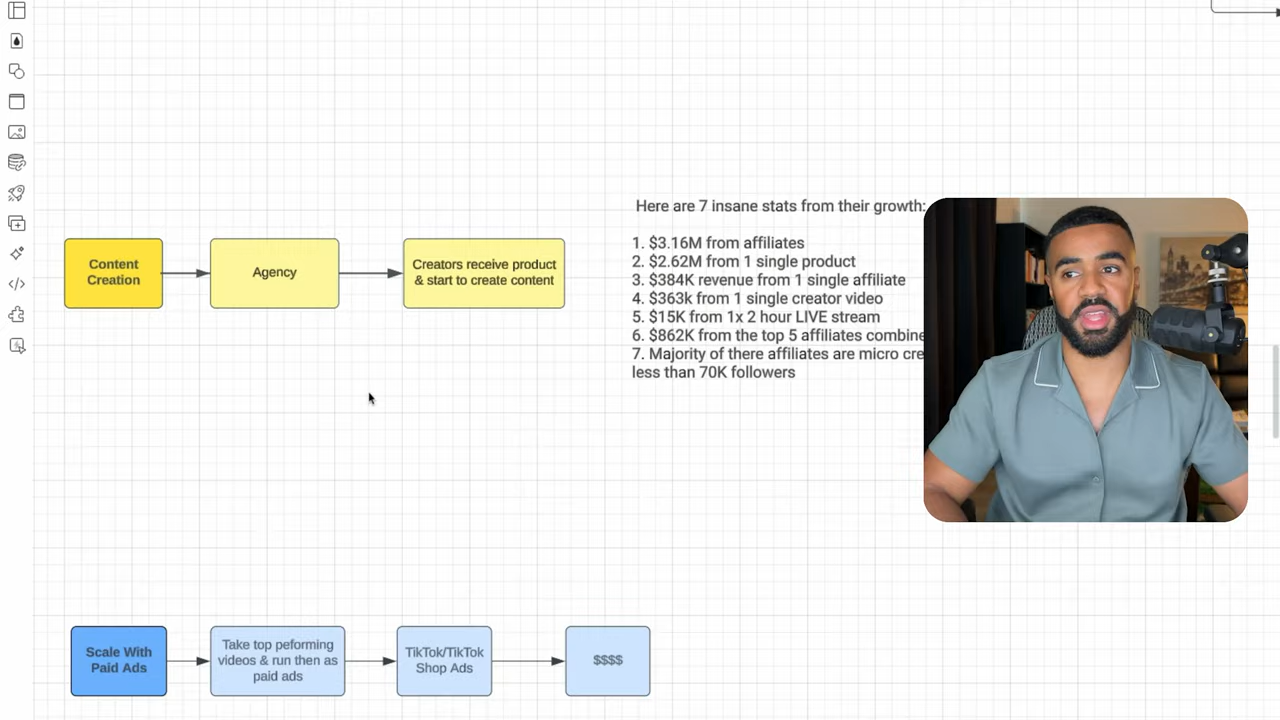 Here are 7 insane stats from their growth:
1. $3.16M from affiliates
2. $2.62M from 1 single product
3. $384K revenue from 1 single affiliate
4. $363k from 1 single creator video
5. $15K from 1x 2 hour LIVE stream
6. $862K from the top 5 affiliates combine
7. Majority of there affiliates are micro cre
less than 70K followers
Content
Creation
Agency
Creators receive product
& start to create content
Scale With
Paid Ads
Take top peforming
videos & run then as
paid ads
TikTok/TikTok
Shop Ads
$$$$